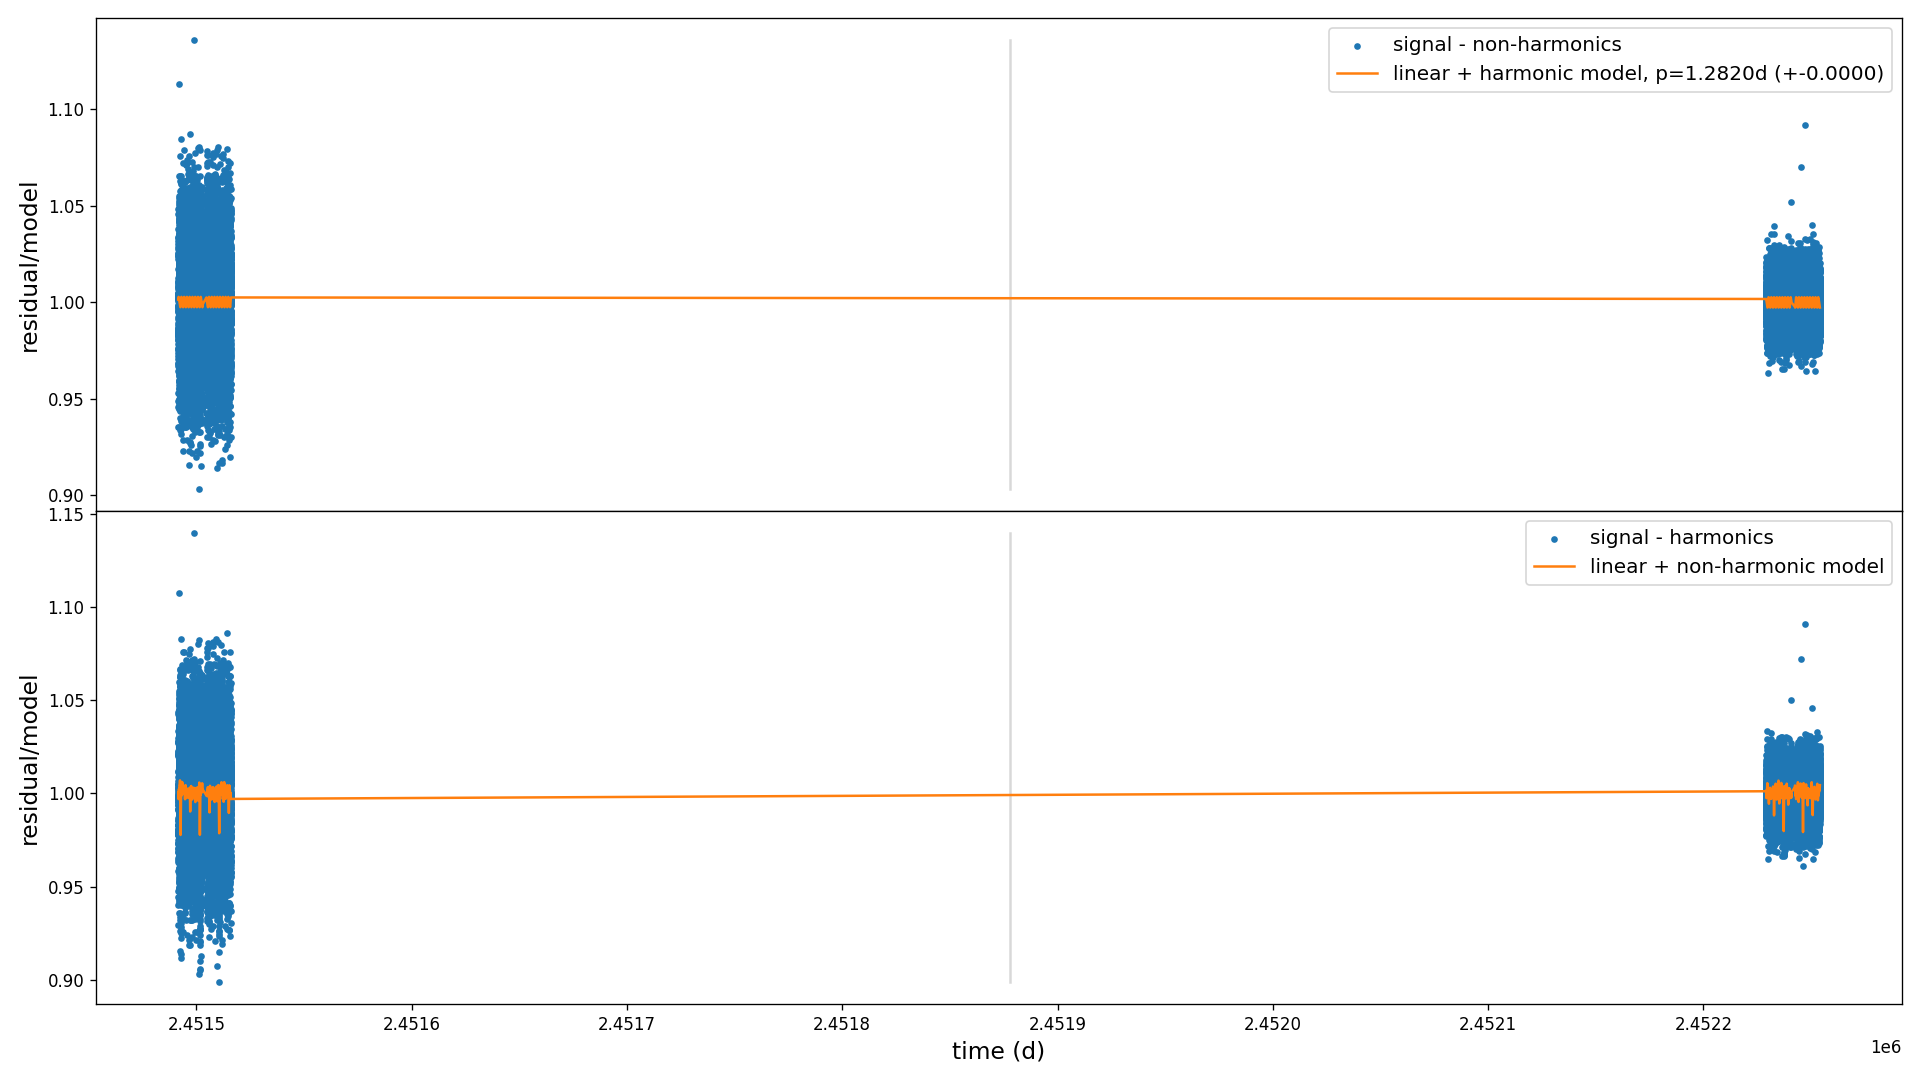 signal - non-harmonics
linear + harmonic model, p=1.2820d (+-0.0000)
residual/model
1.10
1.05
1.00
0.95
0.90
signal - harmonics
linear + non-harmonic model
residual/model
1.15
1.10
1.05
1.00
0.95
0.90
2.4515 2.4516 2.4517 2.4518 2.4519 2.4520 2.4521 2.4522
time (d)
1e6